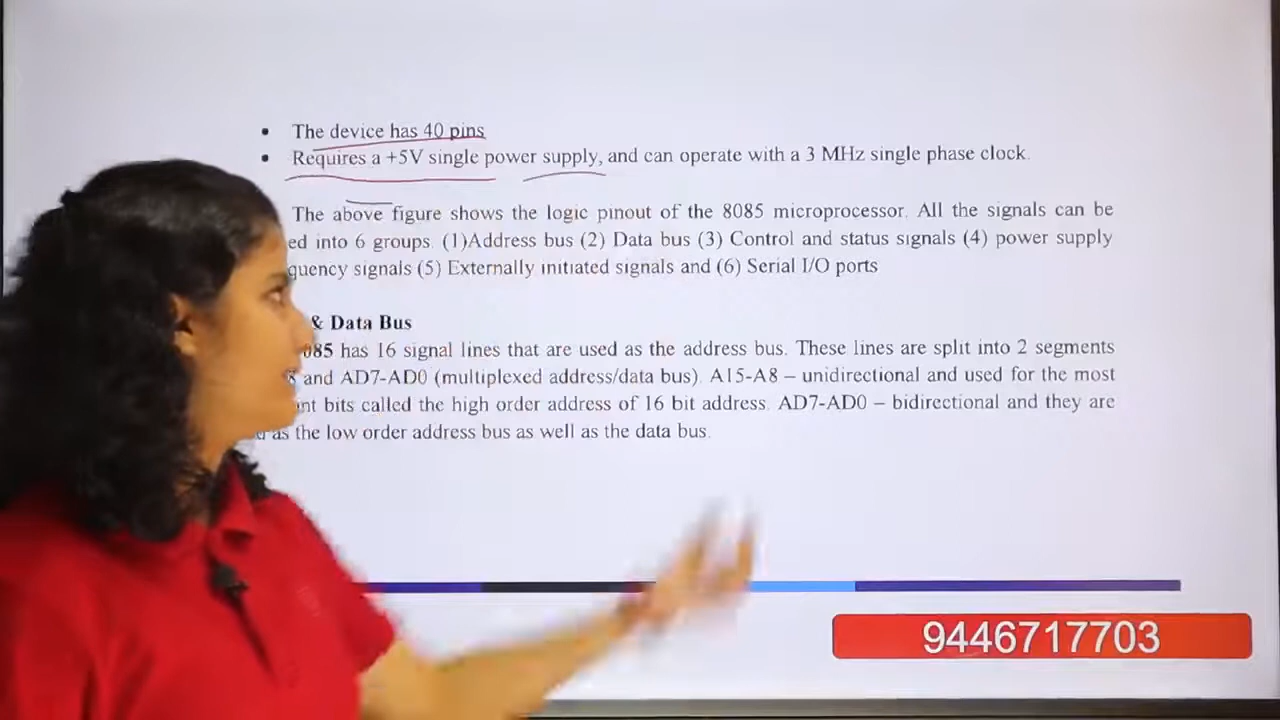 • The device has 40 pins
• Requires a +5V single power supply, and can operate with a 3 MHz single phase clock.
The above figure shows the logic pinout of the 8085 microprocessor. All the signals can be
ed into 6 groups. (1)Address bus (2) Data bus (3) Control and status signals (4) power supply
quency signals (5) Externally initiated signals and (6) Serial I/O ports
& Data Bus
085 has 16 signal lines that are used as the address bus. These lines are split into 2 segments
and AD7-AD0 (multiplexed address/data bus). A15-A8 – unidirectional and used for the most
nt bits called the high order address of 16 bit address. AD7-AD0 – bidirectional and they are
as the low order address bus as well as the data bus.
9446717703